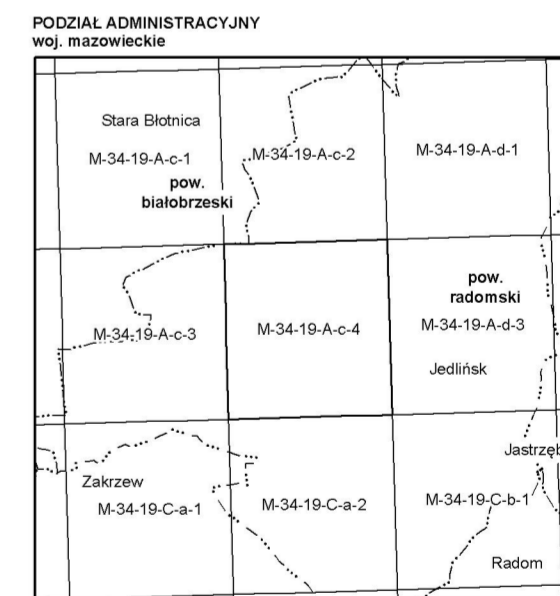 PODZIAŁ ADMINISTRACYJNY
woj. mazowieckie
Stara Błotnica
M-34-19-A-c-1
M-34-19-A-c-2
M-34-19-A-d-1
pow.
białobrzeski
pow.
radomski
M-34-19-A-c-3
M-34-19-A-c-4
M-34-19-A-d-3
Jedlińsk
Jastrzęb
Zakrzew
M-34-19-C-a-1
M-34-19-C-a-2
M-34-19-C-b-1
Radom